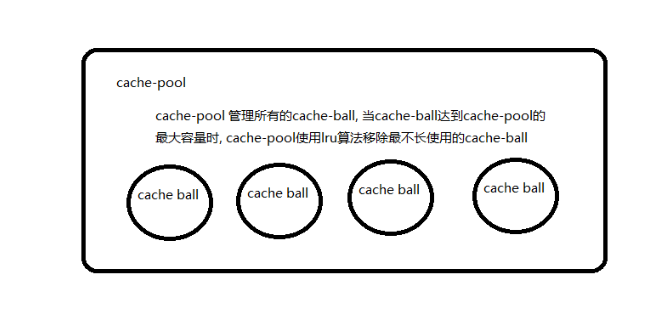 cache-pool
cache-pool 管理所有的cache-ball, 当cache-ball达到cache-pool的
最大容量时, cache-pool使用lru算法移除最不长使用的cache-ball
cache ball
cache ball
cache ball
cache ball